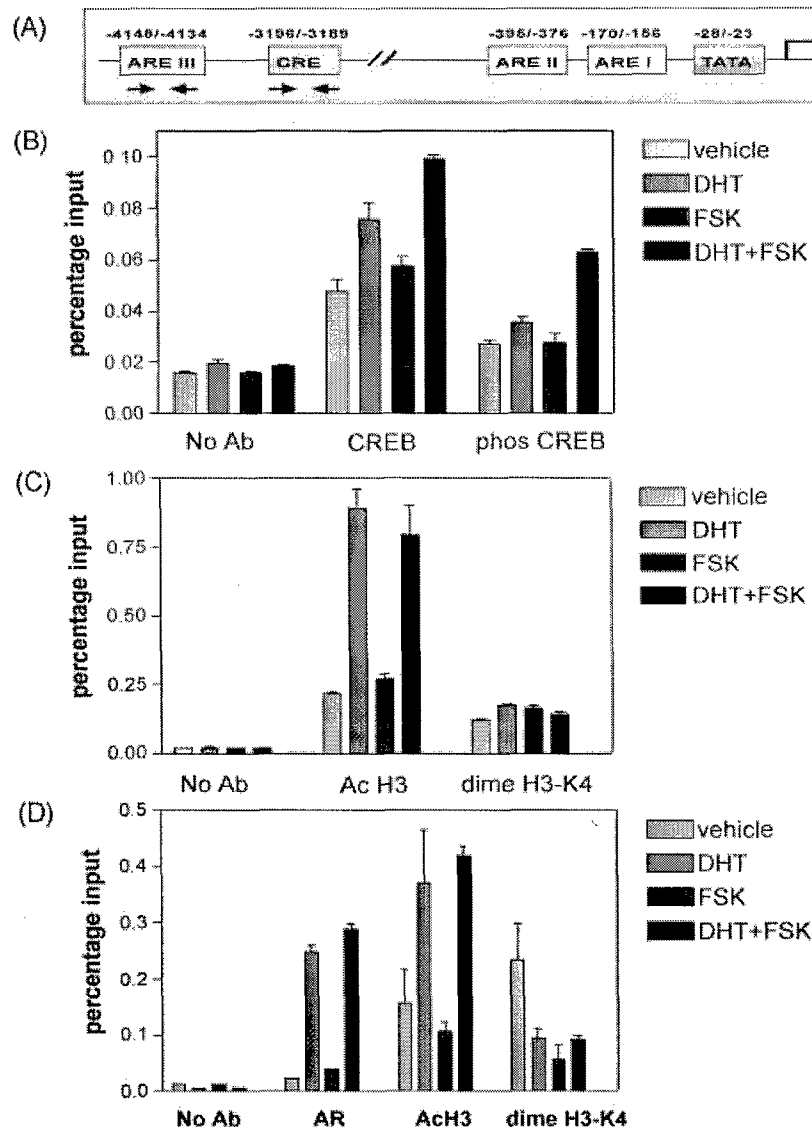 (A)
-4148/-4134 -3196/-3189 -395/-376 -170/-156 -28/-23
ARE III CRE ARE II ARE I TATA
(B)
percentage input
0.10
0.08
0.06
0.04
0.02
0.00
No Ab CREB phos CREB
vehicle
DHT
FSK
DHT+FSK
(C)
percentage input
1.00
0.75
0.50
0.25
0.00
No Ab Ac H3 dime H3-K4
vehicle
DHT
FSK
DHT+FSK
(D)
percentage input
0.5
0.4
0.3
0.2
0.1
0.0
No Ab AR AcH3 dime H3-K4
vehicle
DHT
FSK
DHT+FSK